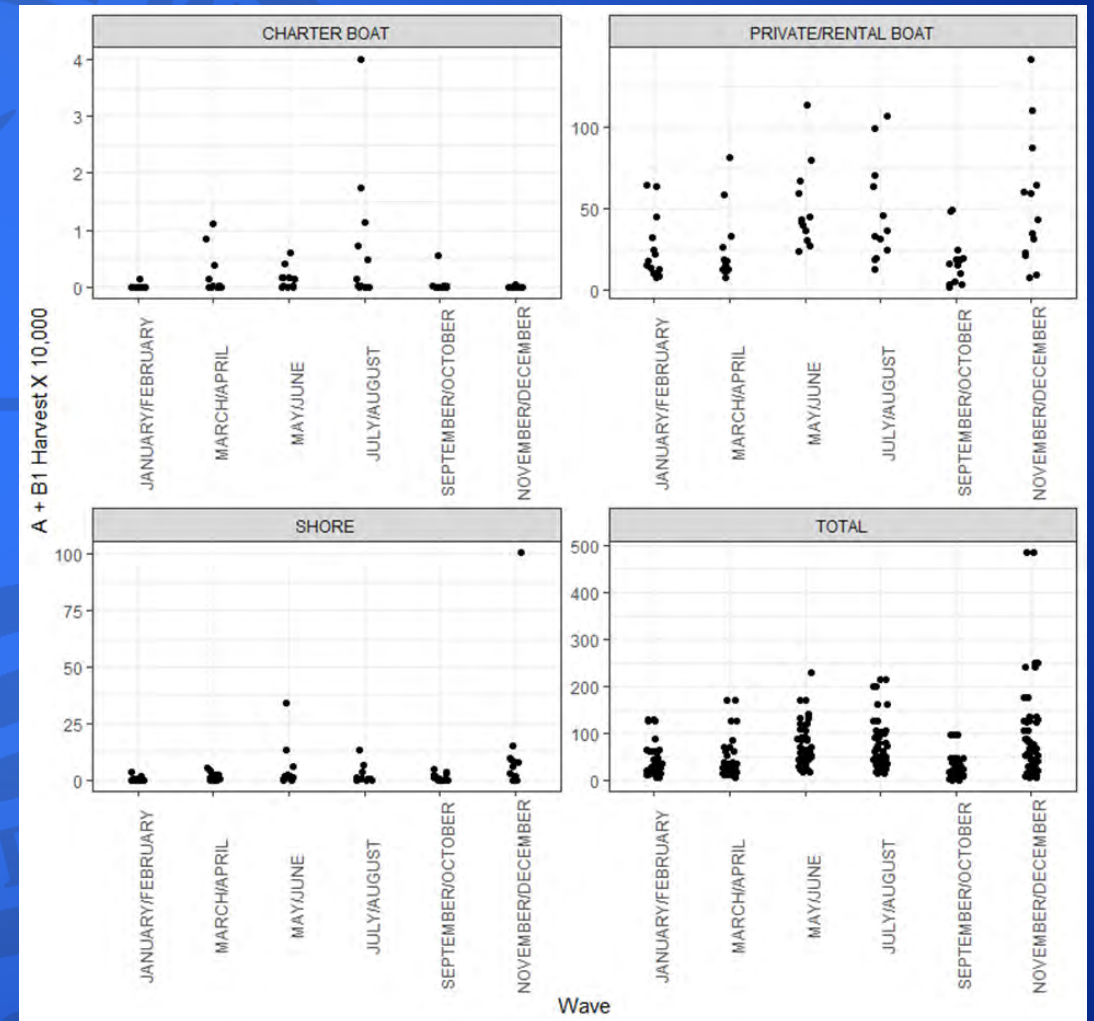 CHARTER BOAT
PRIVATE/RENTAL BOAT
4
3
2
1
0
100
50
0
JANUARY/FEBRUARY
MARCH/APRIL
MAY/JUNE
JULY/AUGUST
SEPTEMBER/OCTOBER
NOVEMBER/DECEMBER
JANUARY/FEBRUARY
MARCH/APRIL
MAY/JUNE
JULY/AUGUST
SEPTEMBER/OCTOBER
NOVEMBER/DECEMBER
A + B1 Harvest X 10,000
SHORE
TOTAL
100
75
50
25
0
500
400
300
200
100
0
JANUARY/FEBRUARY
MARCH/APRIL
MAY/JUNE
JULY/AUGUST
SEPTEMBER/OCTOBER
NOVEMBER/DECEMBER
JANUARY/FEBRUARY
MARCH/APRIL
MAY/JUNE
JULY/AUGUST
SEPTEMBER/OCTOBER
NOVEMBER/DECEMBER
Wave